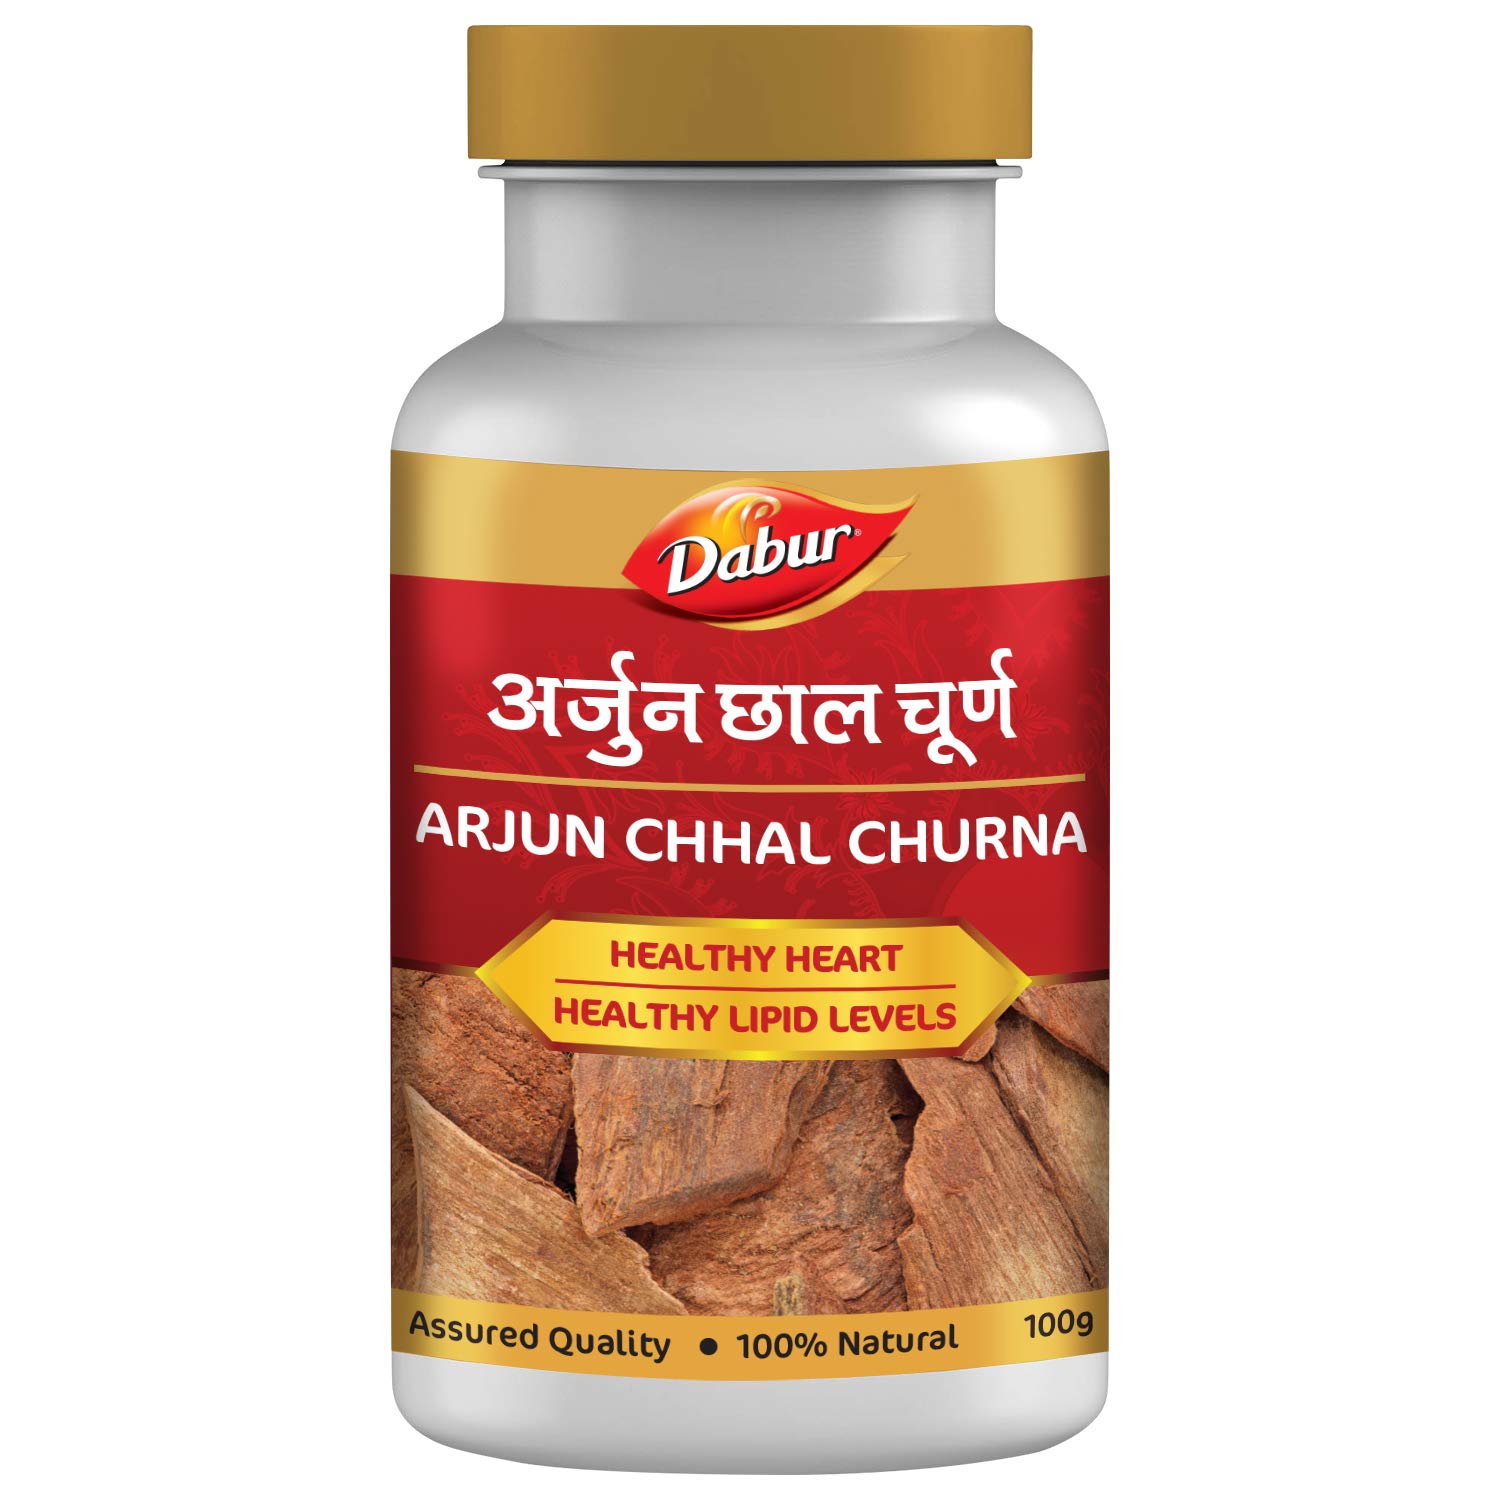 Dabur®
अर्जुन छाल चूर्ण
ARJUN CHHAL CHURNA
HEALTHY HEART
HEALTHY LIPID LEVELS
Assured Quality • 100% Natural 100g